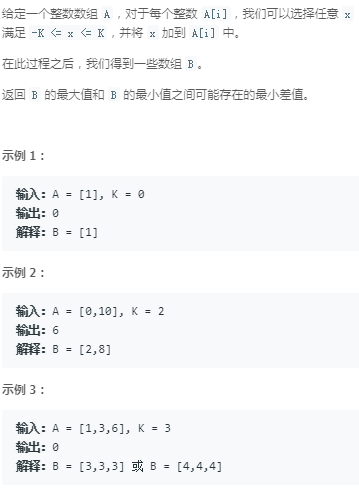 给定一个整数数组 A ，对于每个整数 A[i] ，我们可以选择任意 x
满足 -K <= x <= K ，并将 x 加到 A[i] 中。
在此过程之后，我们得到一些数组 B 。
返回 B 的最大值和 B 的最小值之间可能存在的最小差值。
示例 1：
输入：A = [1], K = 0
输出：0
解释：B = [1]
示例 2：
输入：A = [0,10], K = 2
输出：6
解释：B = [2,8]
示例 3：
输入：A = [1,3,6], K = 3
输出：0
解释：B = [3,3,3] 或 B = [4,4,4]